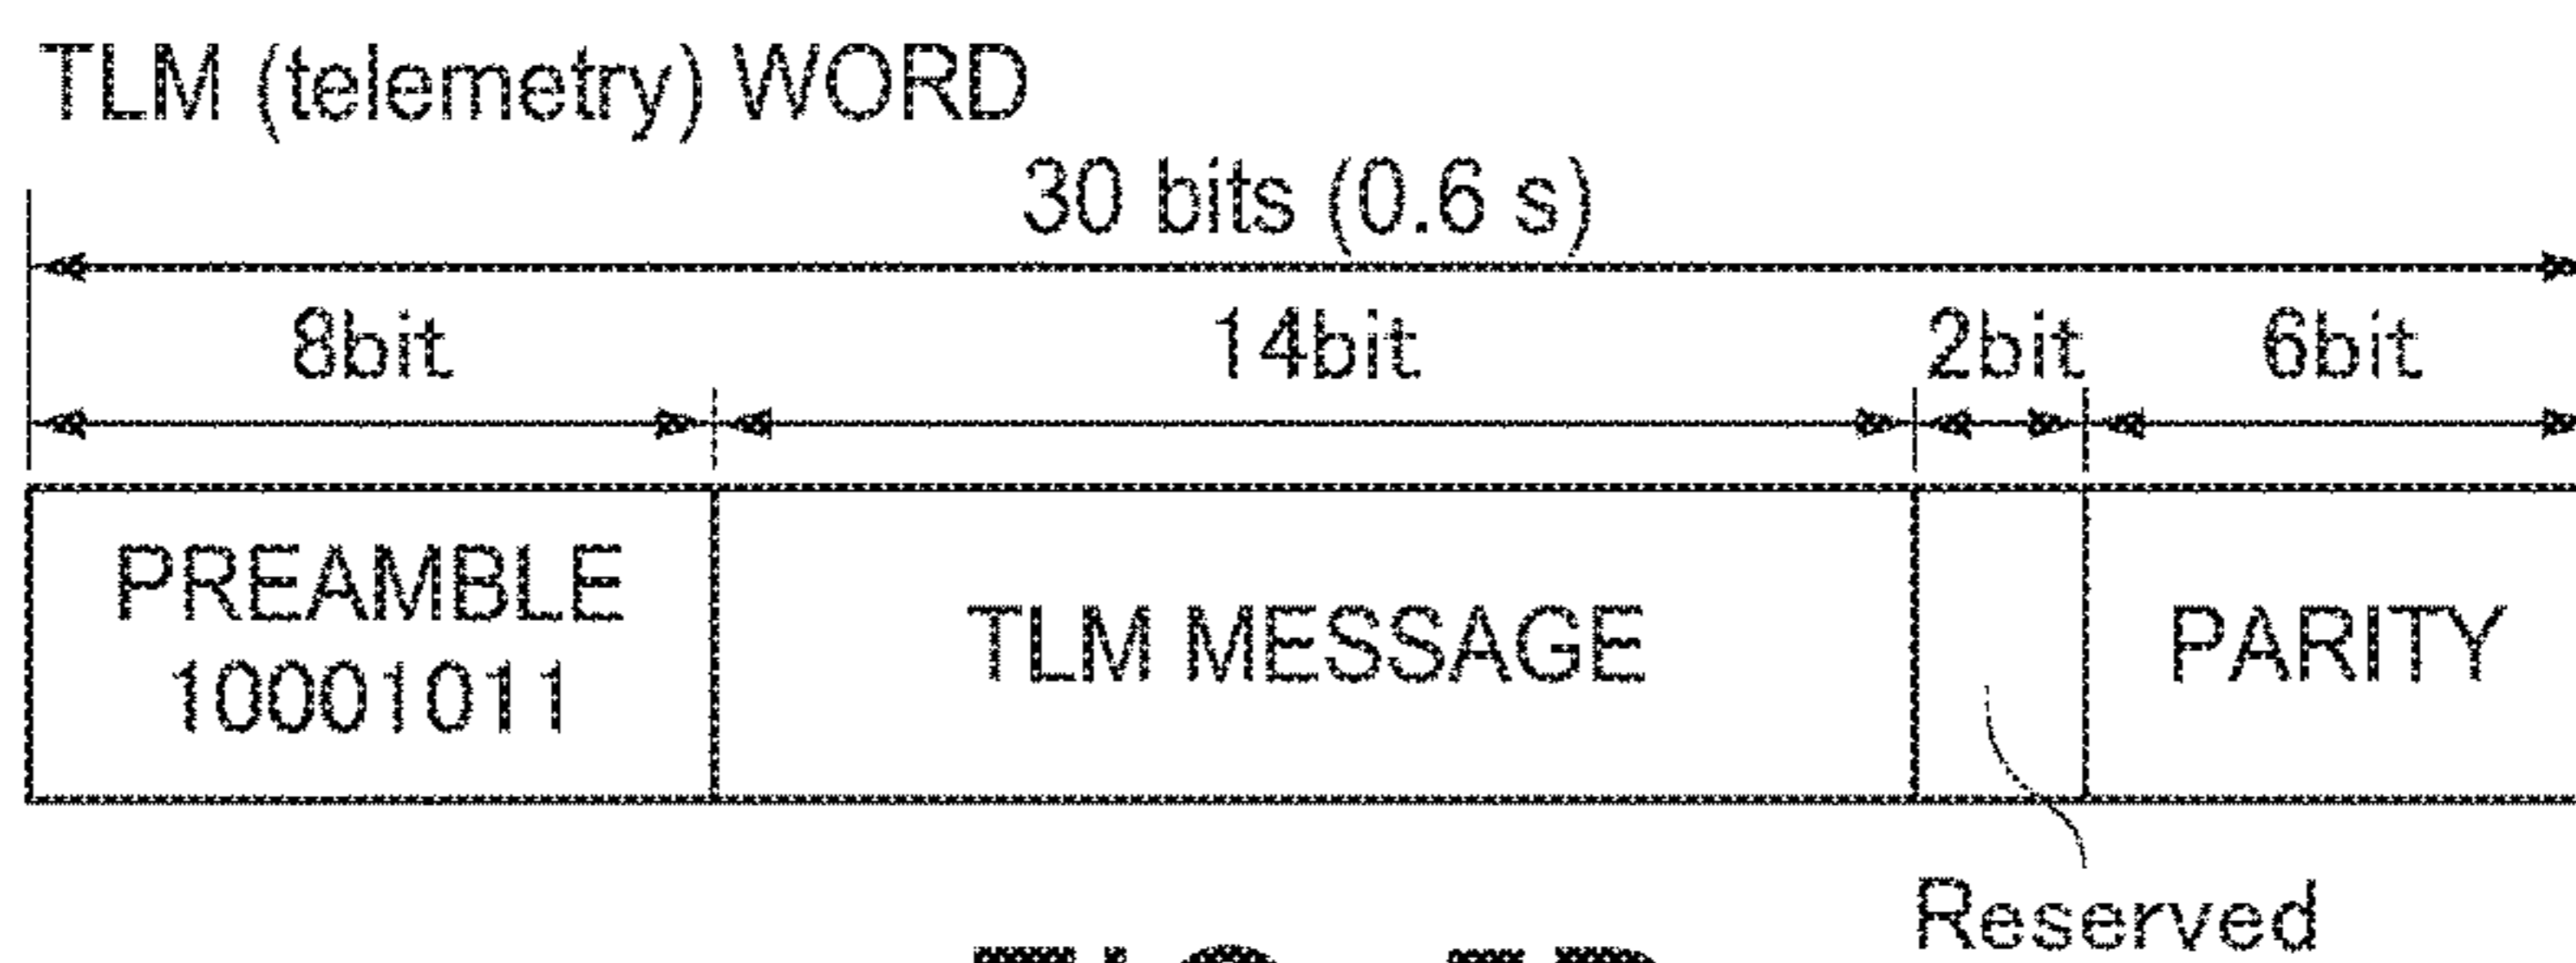 TLM (telemetry) WORD
30 bits (0.6 s)
8bit 14bit 2bit 6bit
PREAMBLE
10001011
TLM MESSAGE
PARITY
Reserved